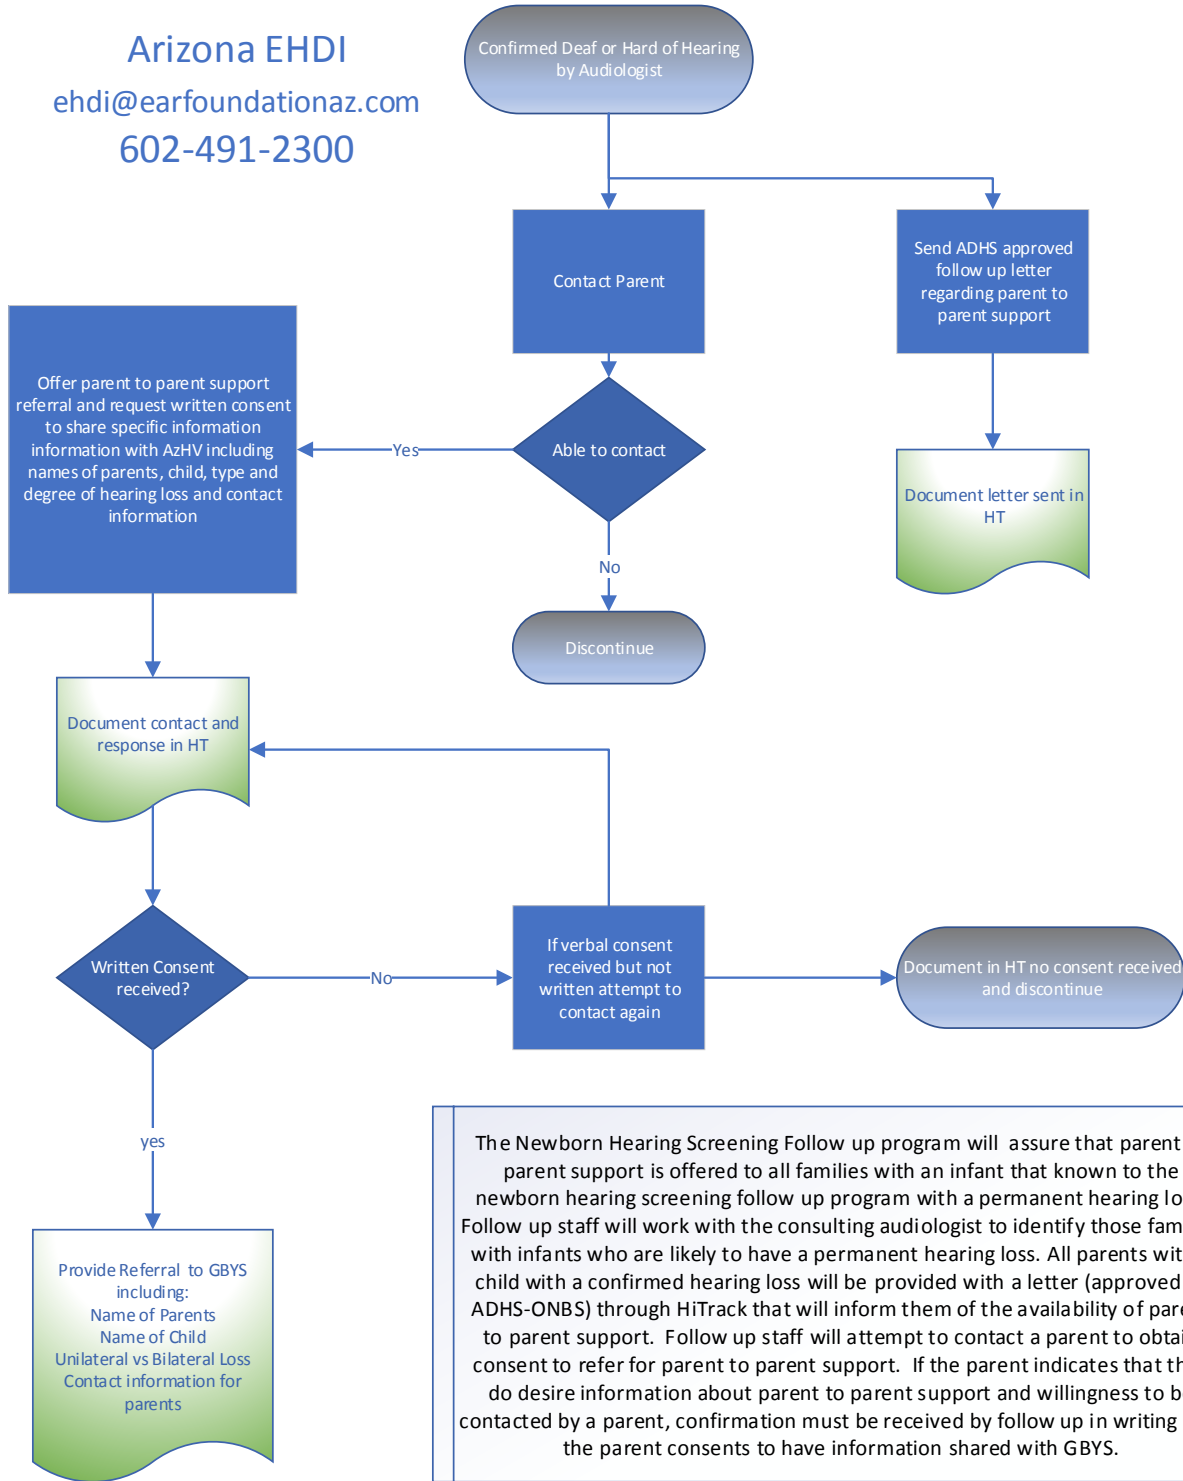 Arizona EHDI
ehdi@earfoundationaz.com
602-491-2300
Confirmed Deaf or Hard of Hearing
by Audiologist
Contact Parent
Send ADHS approved
follow up letter
regarding parent to
parent support
Offer parent to parent support
referral and request written consent
to share specific information
information with AzHV including
names of parents, child, type and
degree of hearing loss and contact
information
Yes
Able to contact
Document letter sent in
HT
No
Discontinue
Document contact and
response in HT
Written Consent
received?
No
If verbal consent
received but not
written attempt to
contact again
Document in HT no consent received
and discontinue
yes
Provide Referral to GBYS
including:
Name of Parents
Name of Child
Unilateral vs Bilateral Loss
Contact information for
parents
The Newborn Hearing Screening Follow up program will assure that parent
parent support is offered to all families with an infant that known to the
newborn hearing screening follow up program with a permanent hearing lo
Follow up staff will work with the consulting audiologist to identify those fam
with infants who are likely to have a permanent hearing loss. All parents wit
child with a confirmed hearing loss will be provided with a letter (approved
ADHS-ONBS) through HiTrack that will inform them of the availability of pare
to parent support. Follow up staff will attempt to contact a parent to obtai
consent to refer for parent to parent support. If the parent indicates that th
do desire information about parent to parent support and willingness to b
contacted by a parent, confirmation must be received by follow up in writing
the parent consents to have information shared with GBYS.